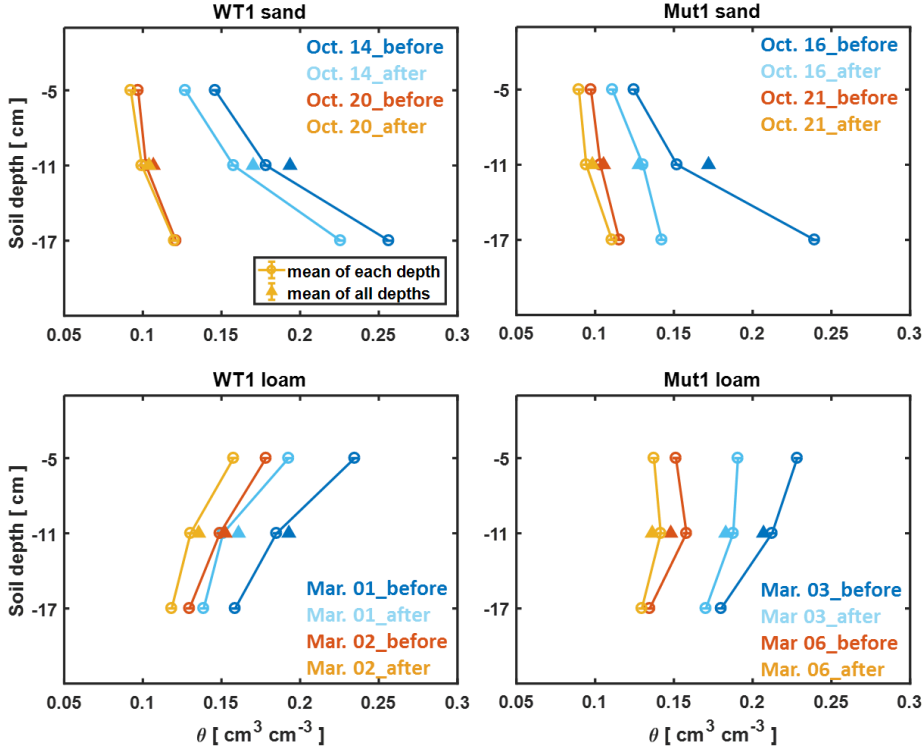 WT1 sand
Oct. 14_before
Oct. 14_after
Oct. 20_before
Oct. 20_after
Soil depth [ cm]
-5
-11
-17
mean of each depth
mean of all depths
0.05
0.1
0.15
0.2
0.25
0.3
Mut1 sand
Oct. 16_before
Oct. 16_after
Oct. 21_before
Oct. 21_after
-5
-11
-17
0.05
0.1
0.15
0.2
0.25
0.3
WT1 loam
Soil depth [ cm]
-5
-11
-17
Mar. 01_before
Mar. 01_after
Mar. 02_before
Mar. 02_after
0.05
0.1
0.15
0.2
0.25
0.3
θ [ cm³ cm⁻³ ]
Mut1 loam
-5
-11
-17
Mar. 03_before
Mar. 03_after
Mar 06_before
Mar. 06_after
0.05
0.1
0.15
0.2
0.25
0.3
θ [ cm³ cm⁻³ ]